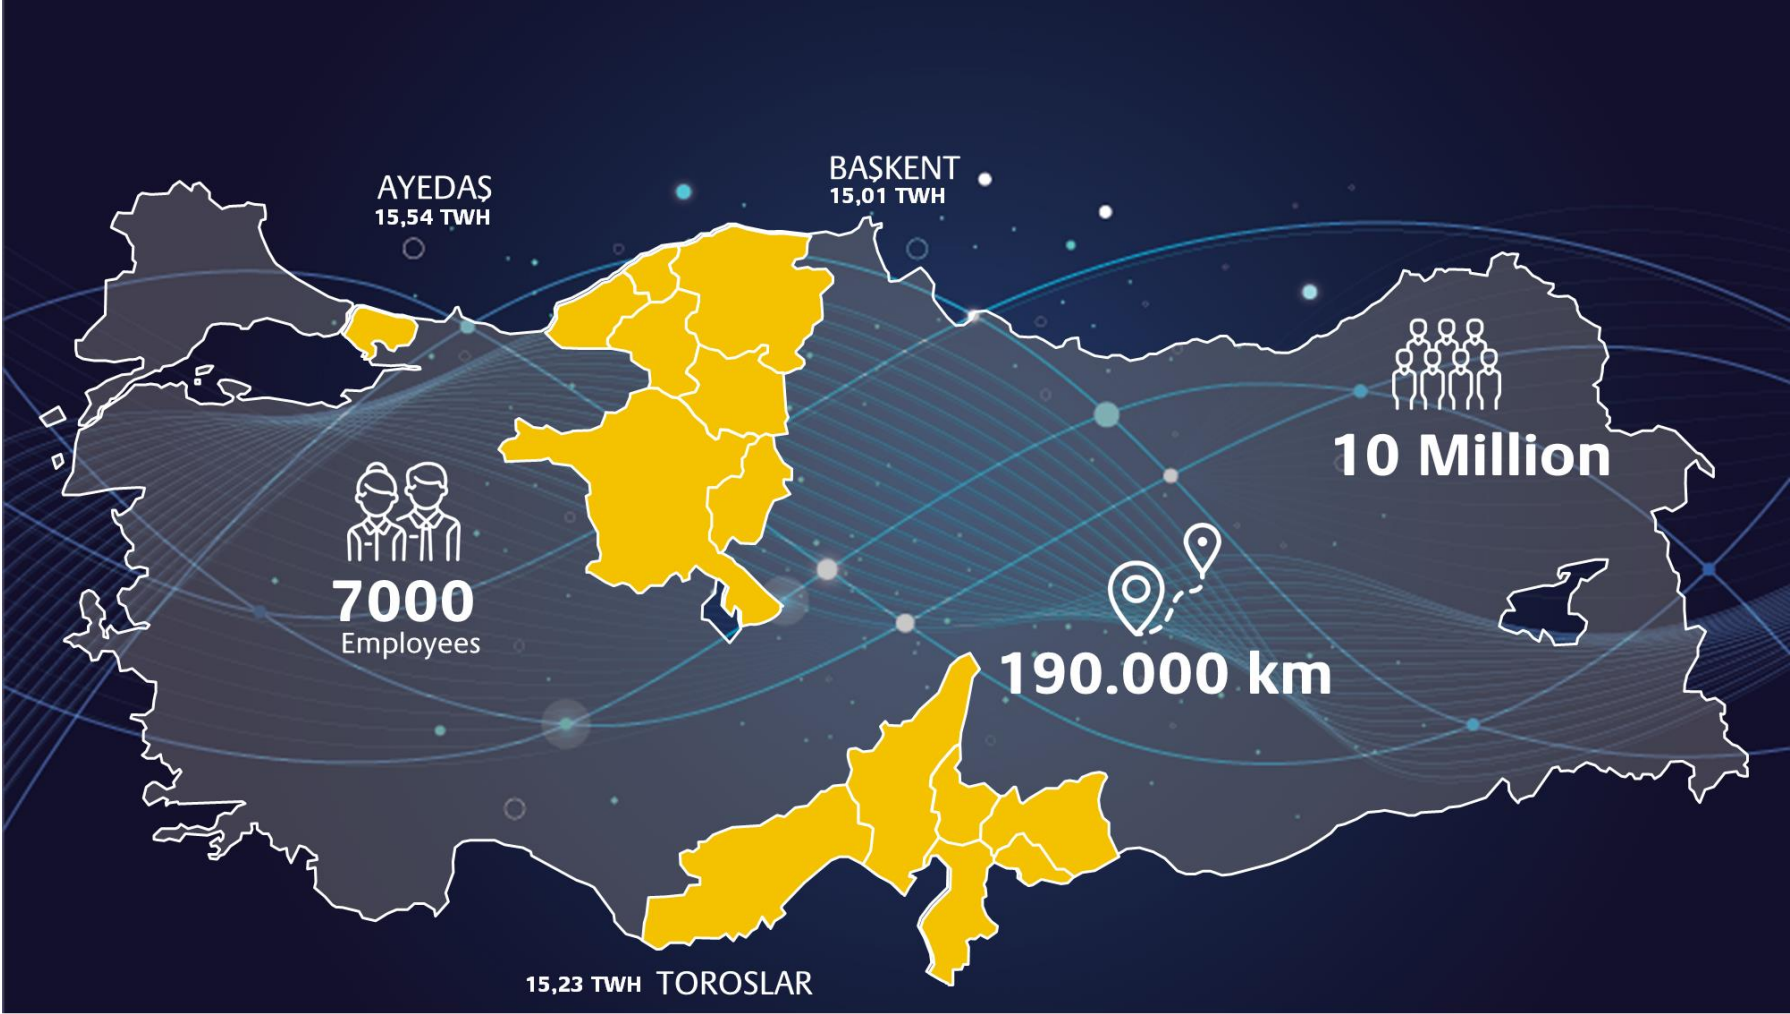 AYEDAŞ
15,54 TWH
BAŞKENT
15,01 TWH
10 Million
7000
Employees
190.000 km
15,23 TWH TOROSLAR